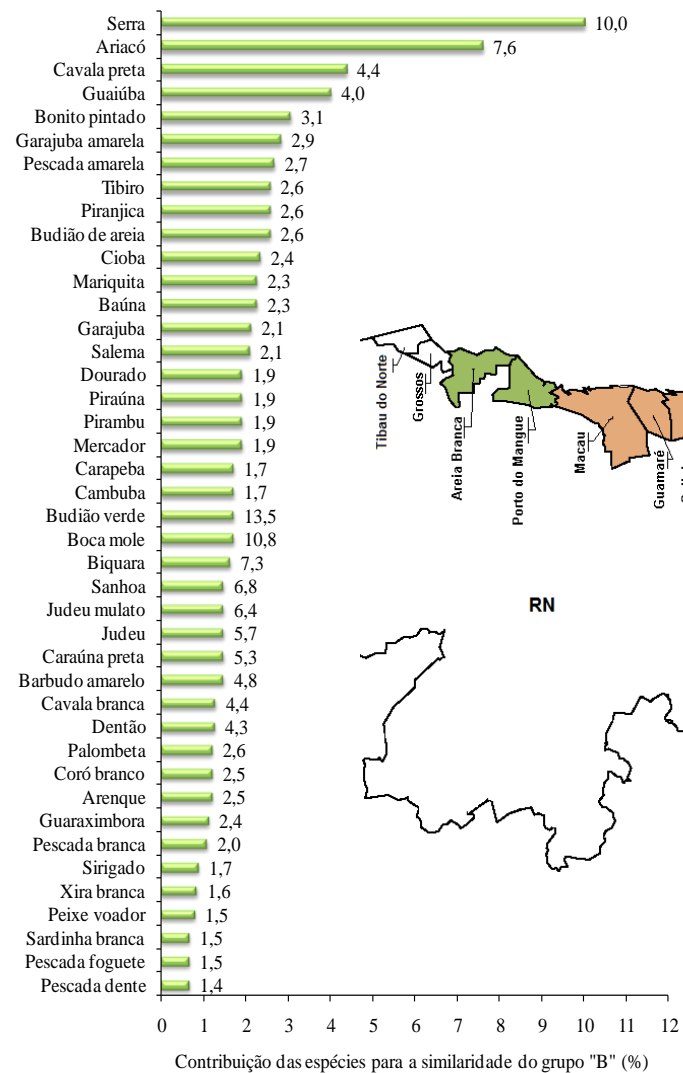 Serra 10,0
Ariacó 7,6
Cavala preta 4,4
Guaiúba 4,0
Bonito pintado 3,1
Garajuba amarela 2,9
Pescada amarela 2,7
Tibiro 2,6
Piranjica 2,6
Budião de areia 2,6
Cioba 2,4
Mariquita 2,3
Baúna 2,3
Garajuba 2,1
Salema 2,1
Dourado 1,9
Piraúna 1,9
Pirambu 1,9
Mercador 1,9
Carapeba 1,7
Cambuba 1,7
Budião verde 13,5
Boca mole 10,8
Biquara 7,3
Sanhoa 6,8
Judeu mulato 6,4
Judeu 5,7
Caraúna preta 5,3
Barbudo amarelo 4,8
Cavala branca 4,4
Dentão 4,3
Palombeta 2,6
Coró branco 2,5
Arenque 2,5
Guaraximbora 2,4
Pescada branca 2,0
Sirigado 1,7
Xira branca 1,6
Peixe voador 1,5
Sardinha branca 1,5
Pescada foguete 1,5
Pescada dente 1,4
0 1 2 3 4 5 6 7 8 9 10 11 12
Contribuição das espécies para a similaridade do grupo "B" (%)
Tibau do Norte
Grossos
Areia Branca
Porto do Mangue
Macau
Guamaré
RN